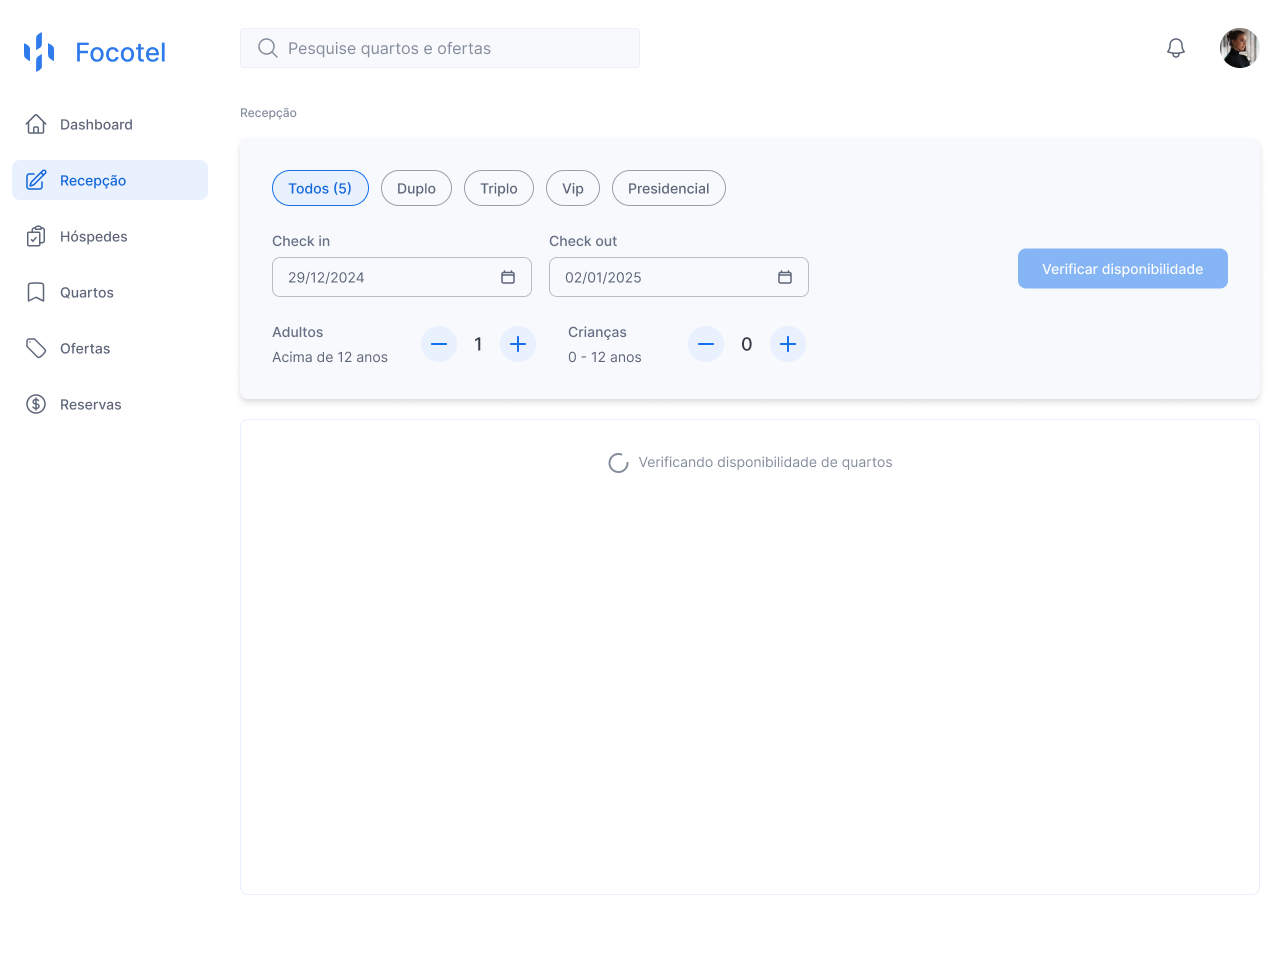 Focotel
Pesquise quartos e ofertas
Dashboard
Recepção
Hóspedes
Quartos
Ofertas
Reservas
Recepção
Todos (5) Duplo Triplo Vip Presidencial
Check in Check out
29/12/2024 02/01/2025
Verificar disponibilidade
Adultos
Acima de 12 anos
1
Crianças
0 - 12 anos
0
Verificando disponibilidade de quartos